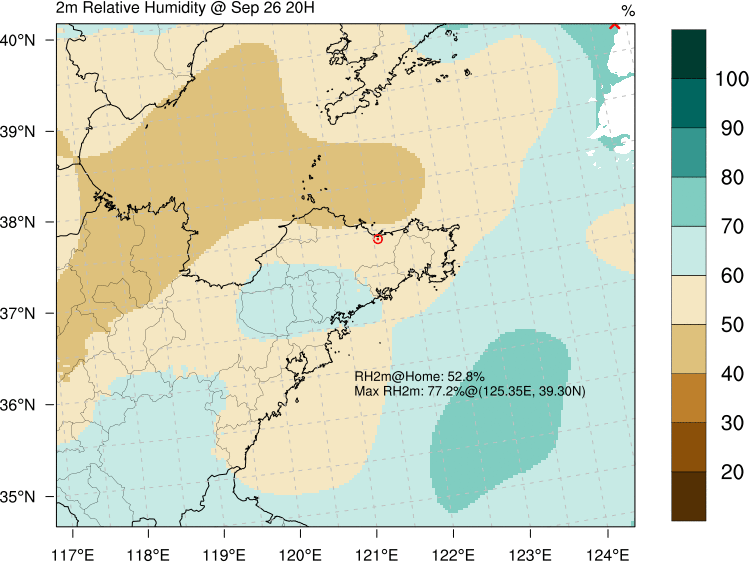 2m Relative Humidity @ Sep 26 20H
%
40°N
39°N
38°N
37°N
36°N
35°N
117°E
118°E
119°E
120°E
121°E
122°E
123°E
124°E
RH2m@Home: 52.8%
Max RH2m: 77.2%@(125.35E, 39.30N)
100
90
80
70
60
50
40
30
20